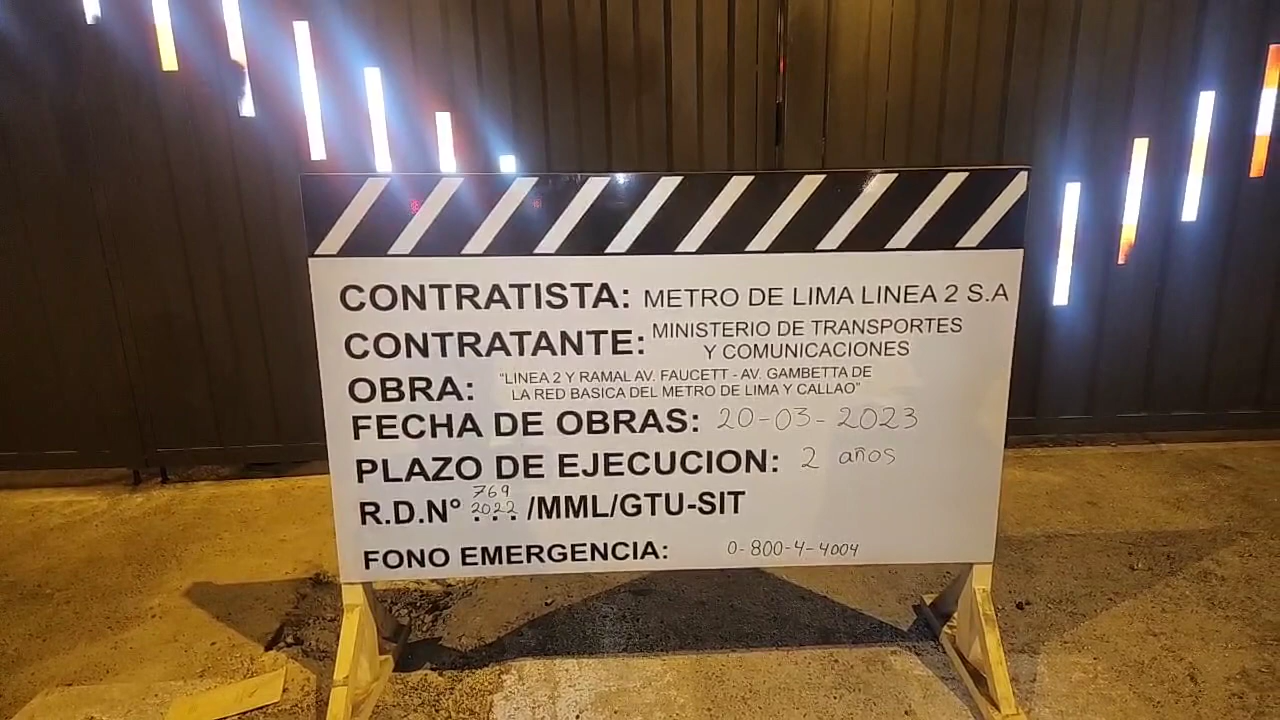 CONTRATISTA: METRO DE LIMA LINEA 2 S.A
CONTRATANTE: MINISTERIO DE TRANSPORTES
Y COMUNICACIONES
OBRA: "LINEA 2 Y RAMAL AV. FAUCETT - AV. GAMBETTA DE
LA RED BASICA DEL METRO DE LIMA Y CALLAO"
FECHA DE OBRAS: 20-03-2023
PLAZO DE EJECUCION: 2 años
769
R.D.Nº 2022... /MML/GTU-SIT
FONO EMERGENCIA: 0-800-4-4004